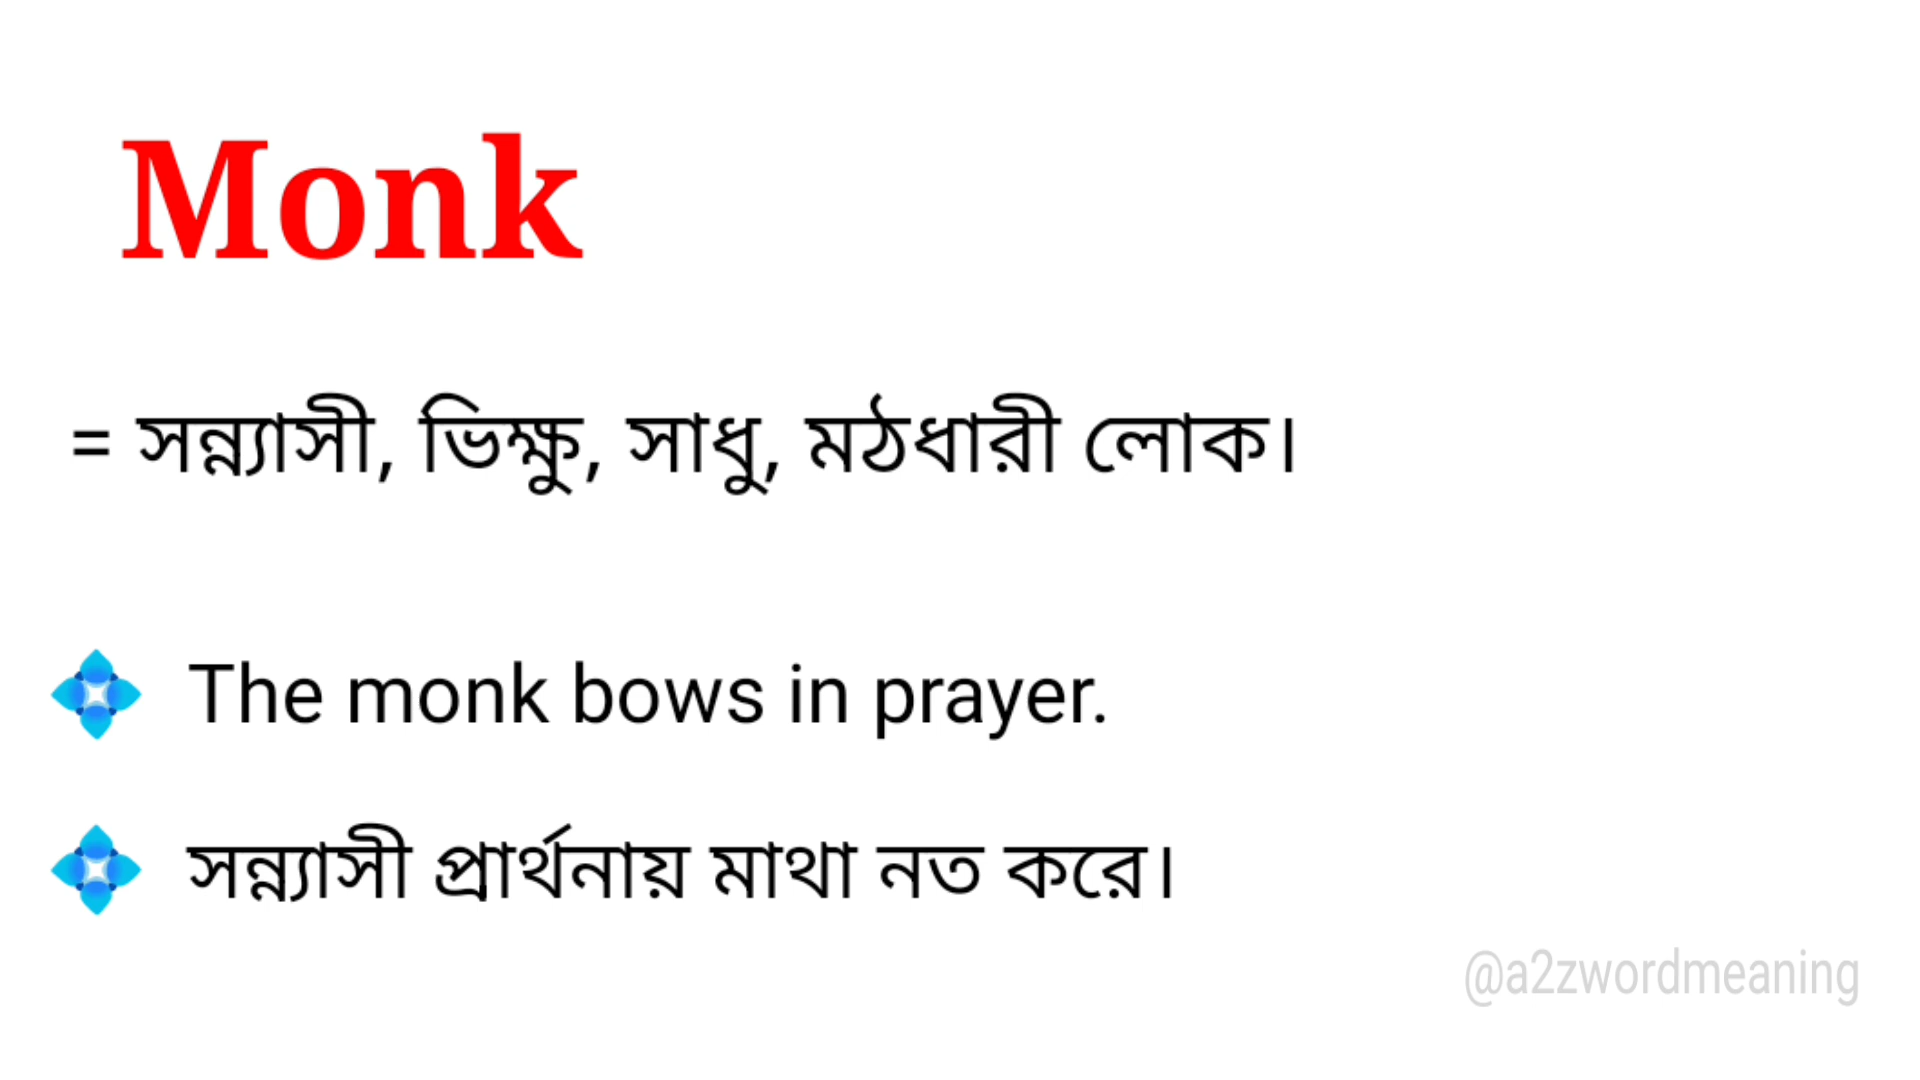 Monk
= সন্ন্যাসী, ভিক্ষু, সাধু, মঠধারী লোক।
The monk bows in prayer.
সন্ন্যাসী প্রার্থনায় মাথা নত করে।
@a2zwordmeaning